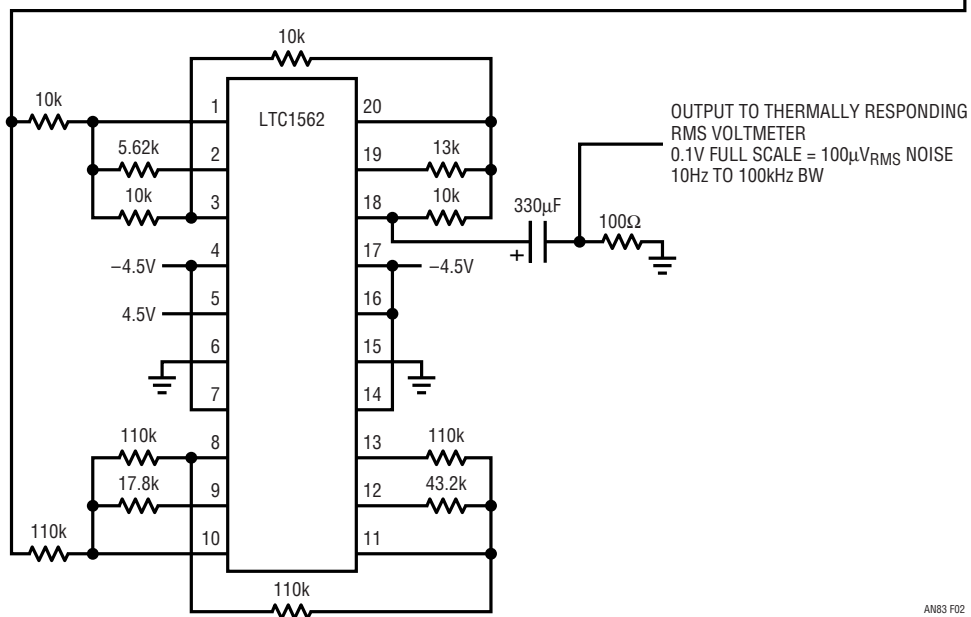 10k
10k
1
LTC1562
20
5.62k
2
19
13k
10k
3
18
10k
–4.5V
4
17
–4.5V
4.5V
5
16
6
15
7
14
110k
8
13
110k
17.8k
9
12
43.2k
110k
10
11
110k
330µF
+
100Ω
OUTPUT TO THERMALLY RESPONDING
RMS VOLTMETER
0.1V FULL SCALE = 100µVRMS NOISE
10Hz TO 100kHz BW
AN83 F02